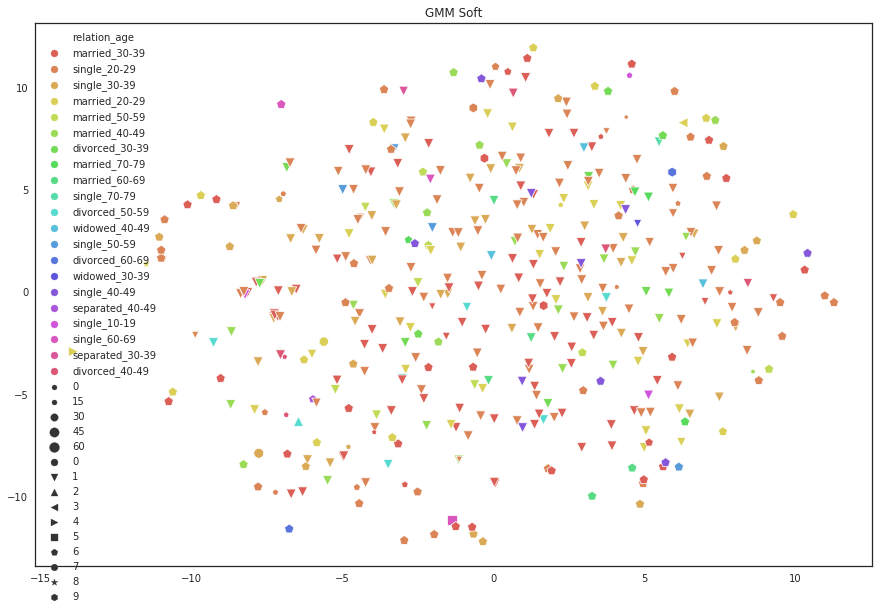 GMM Soft
relation_age
married_30-39
single_20-29
single_30-39
married_20-29
married_50-59
married_40-49
divorced_30-39
married_70-79
married_60-69
single_70-79
divorced_50-59
widowed_40-49
single_50-59
divorced_60-69
widowed_30-39
single_40-49
separated_40-49
single_10-19
single_60-69
separated_30-39
divorced_40-49
0
15
30
45
60
0
1
2
3
4
5
6
7
8
9
10
5
0
−5
−10
−15
−10
−5
0
5
10